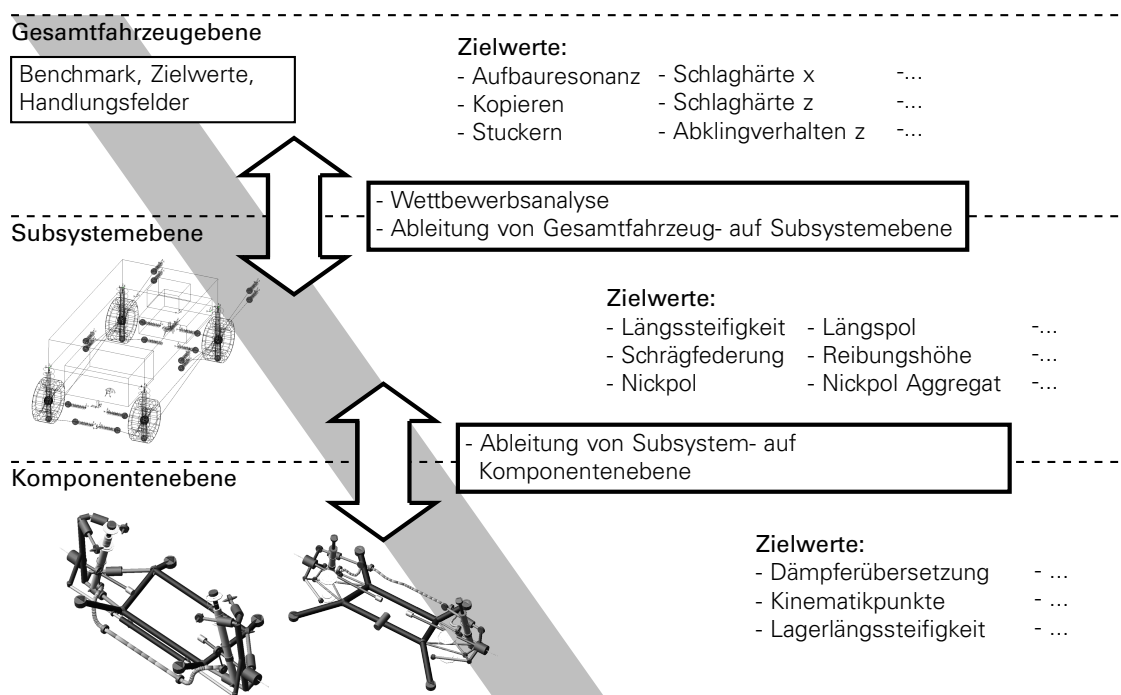 Gesamtfahrzeugebene
Benchmark, Zielwerte,
Handlungsfelder
Zielwerte:
- Aufbauresonanz - Schlaghärte x -...
- Kopieren - Schlaghärte z -...
- Stuckern - Abklingverhalten z -...
- Wettbewerbsanalyse
- Ableitung von Gesamtfahrzeug- auf Subsystemebene
Subsystemebene
Zielwerte:
- Längssteifigkeit - Längspol -...
- Schrägfederung - Reibungshöhe -...
- Nickpol - Nickpol Aggregat -...
- Ableitung von Subsystem- auf
Komponentenebene
Komponentenebene
Zielwerte:
- Dämpferübersetzung - ...
- Kinematikpunkte - ...
- Lagerlängssteifigkeit - ...